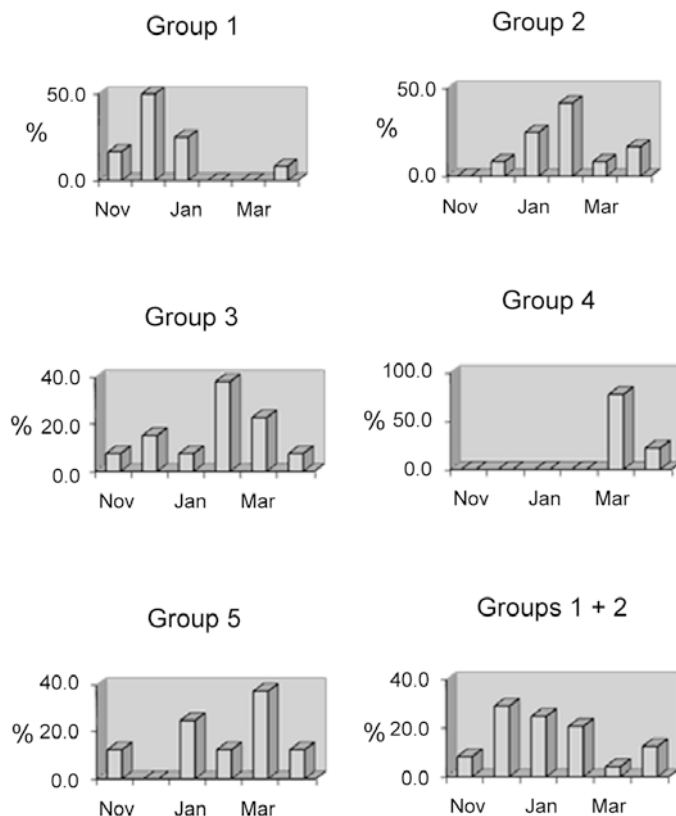 Group 1
50.0
%
0.0
Nov Jan Mar
Group 2
50.0
%
0.0
Nov Jan Mar
Group 3
40.0
20.0
%
0.0
Nov Jan Mar
Group 4
100.0
50.0
%
0.0
Nov Jan Mar
Group 5
40.0
20.0
%
0.0
Nov Jan Mar
Groups 1 + 2
40.0
20.0
%
0.0
Nov Jan Mar